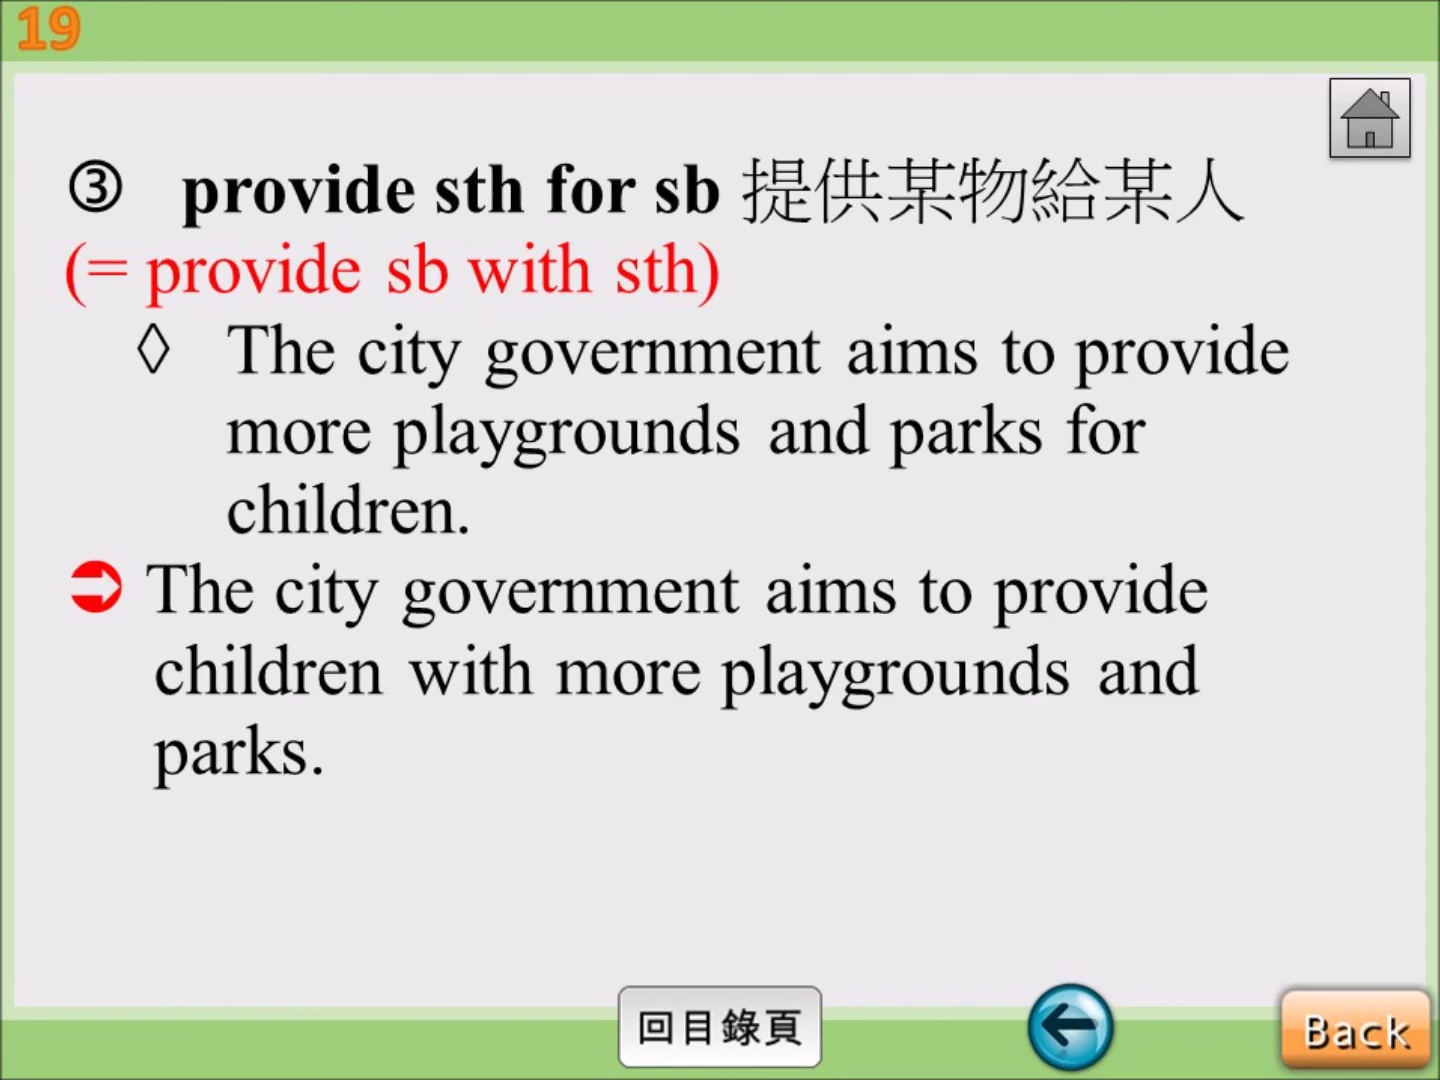 19
③ provide sth for sb 提供某物給某人
(= provide sb with sth)
◊ The city government aims to provide
more playgrounds and parks for
children.
➲ The city government aims to provide
children with more playgrounds and
parks.
回目錄頁
Back